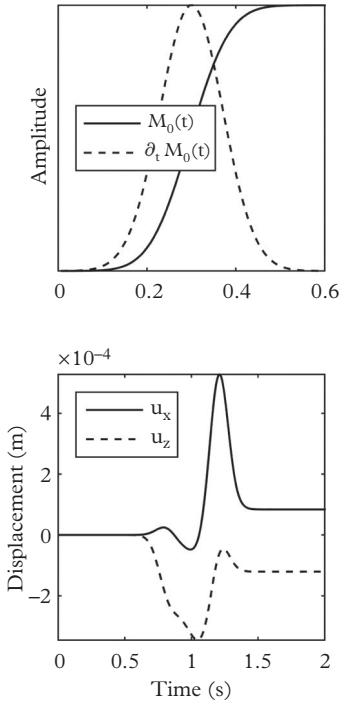 Amplitude
M₀(t)
∂ₜ M₀(t)
0 0.2 0.4 0.6
×10⁻⁴
Displacement (m)
4
2
0
−2
uₓ
u_z
0 0.5 1 1.5 2
Time (s)